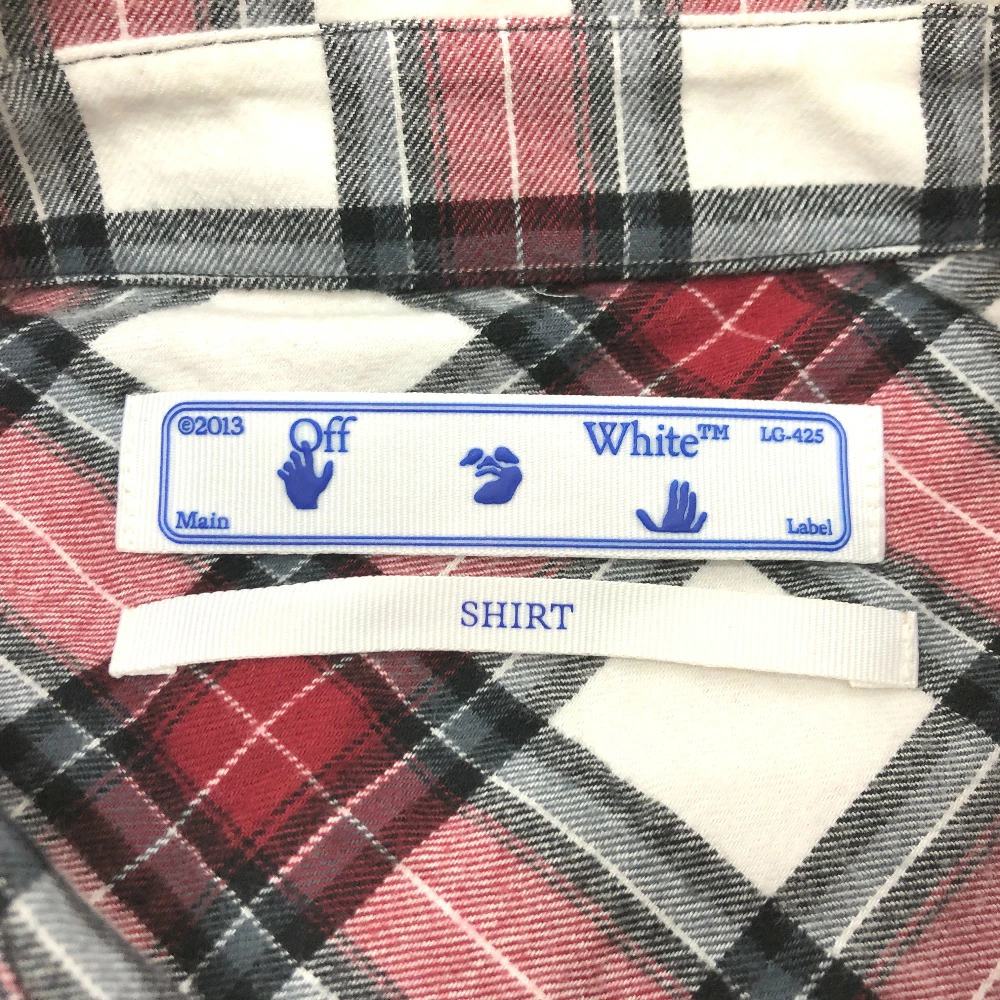 ©2013 Off White™ LG-425
Main Label
SHIRT